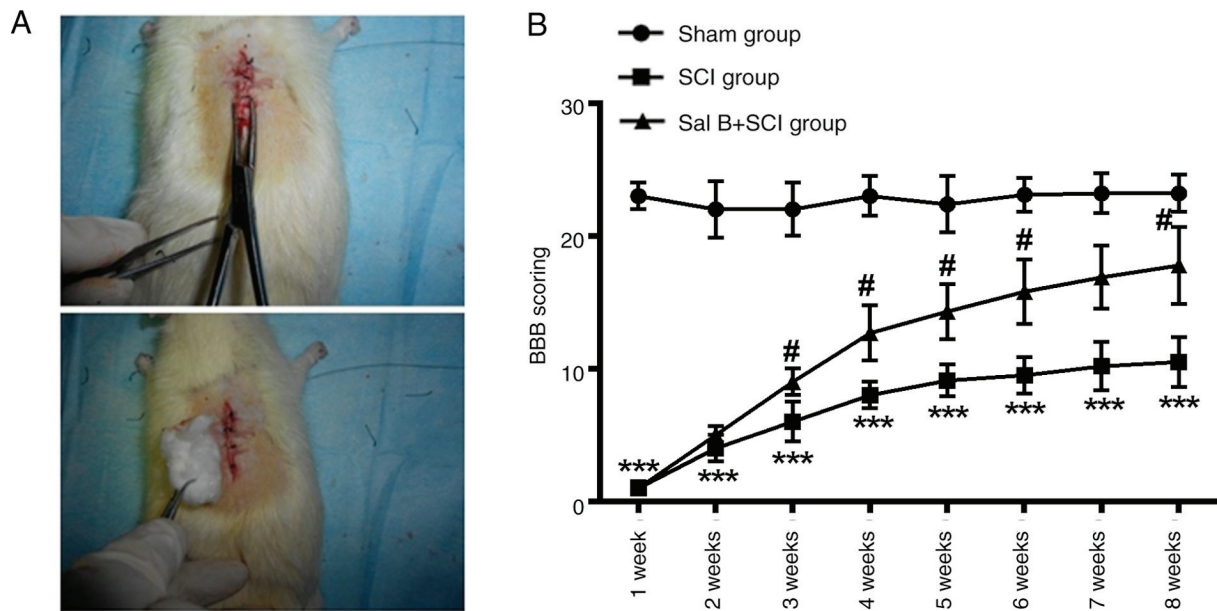 A
B
Sham group
SCI group
Sal B+SCI group
30
20
10
0
BBB scoring
#
#
#
#
#
***
***
***
***
***
***
***
***
1 week
2 weeks
3 weeks
4 weeks
5 weeks
6 weeks
7 weeks
8 weeks